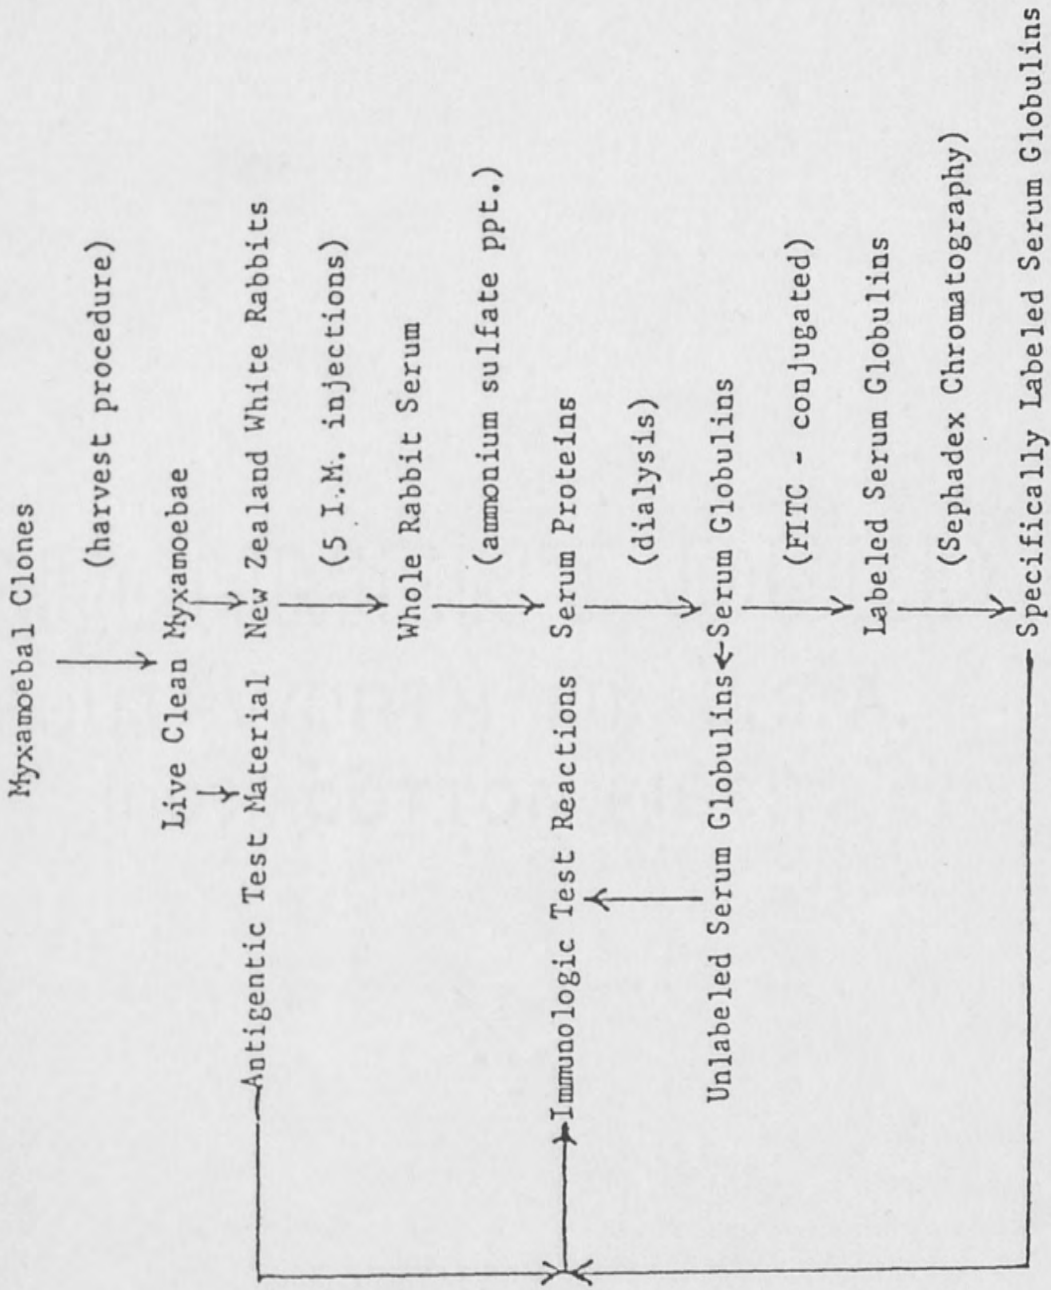 Myxamoebal Clones
(harvest procedure)
Live Clean Myxamoebae
Antigentic Test Material New Zealand White Rabbits
(5 I.M. injections)
Whole Rabbit Serum
(ammonium sulfate ppt.)
Immunologic Test Reactions Serum Proteins
(dialysis)
Unlabeled Serum Globulins Serum Globulins
(FITC - conjugated)
Labeled Serum Globulins
(Sephadex Chromatography)
Specifically Labeled Serum Globulins